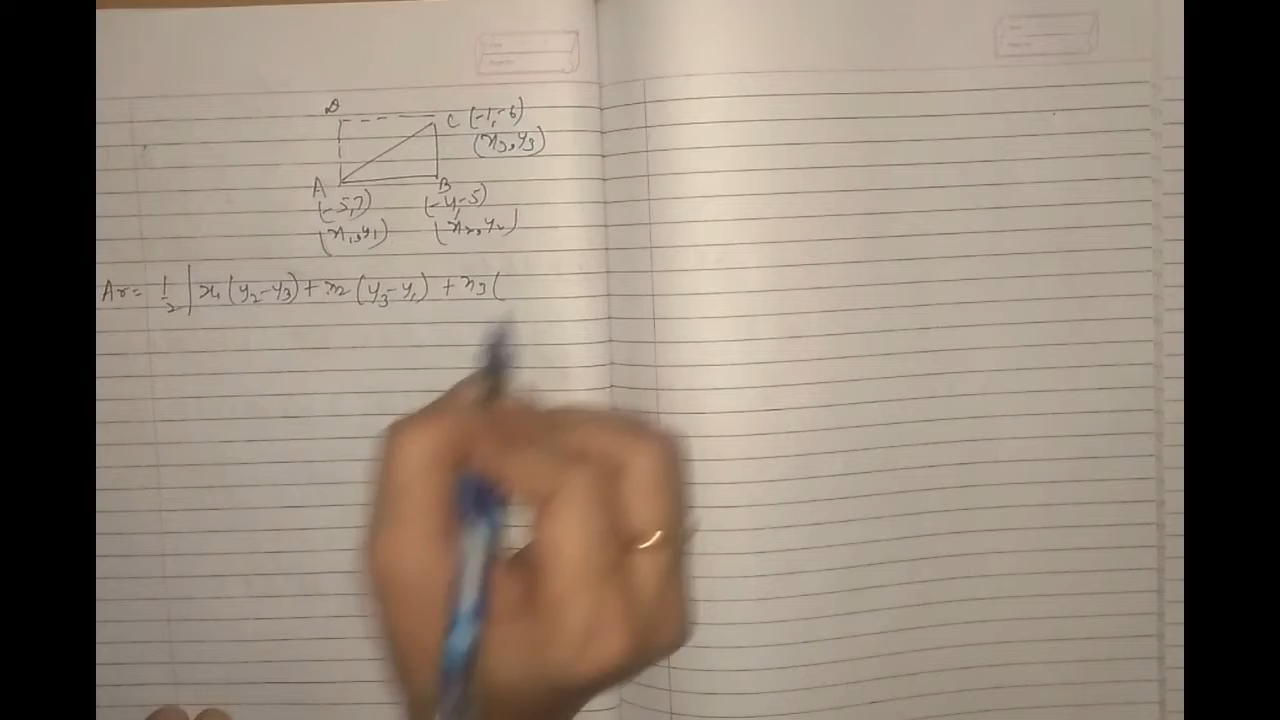 D
C (-1,-6)
(x3, y3)
A
B
(-5,7)
(-4,-5)
(x1, y1)
(x2, y2)
Ar = 1/2 | x1 (y2-y3) + x2 (y3-y1) + x3 (